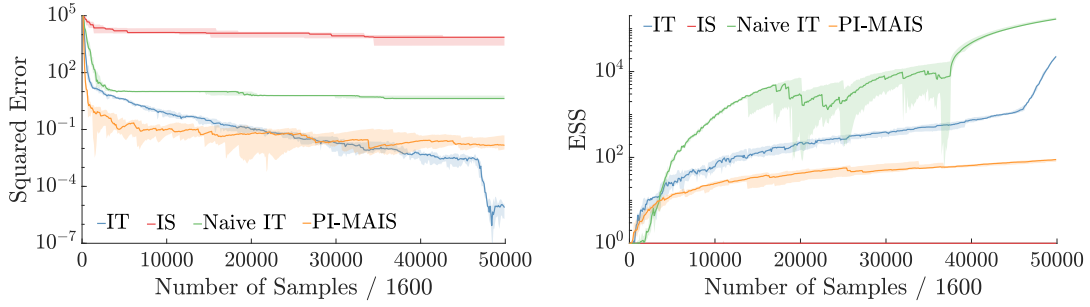 10^5
10^2
10^-1
10^-4
10^-7
Squared Error
IT IS Naive IT PI-MAIS
0 10000 20000 30000 40000 50000
Number of Samples / 1600
IT IS Naive IT PI-MAIS
10^4
10^2
10^0
ESS
0 10000 20000 30000 40000 50000
Number of Samples / 1600